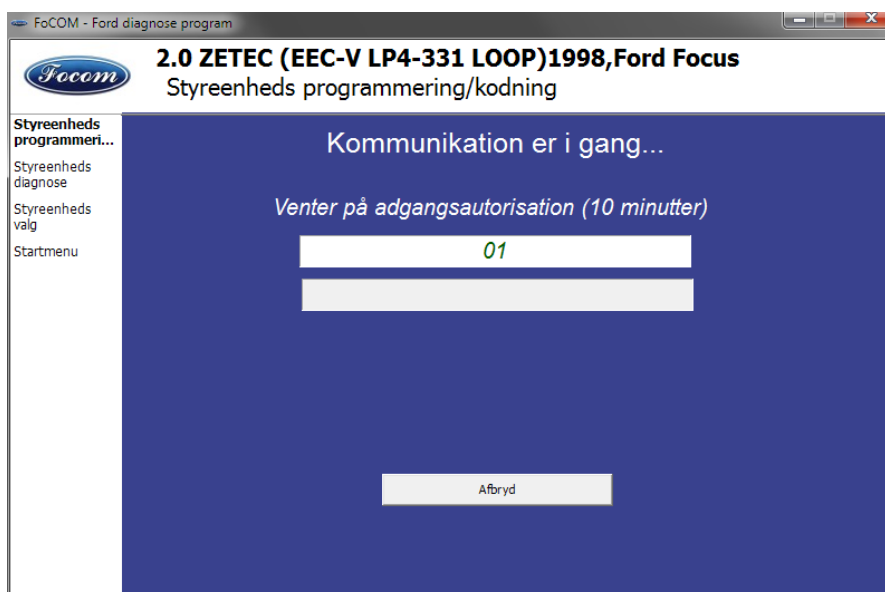 FoCOM - Ford diagnose program
Focom
2.0 ZETEC (EEC-V LP4-331 LOOP)1998,Ford Focus
Styreenheds programmering/kodning
Styreenheds
programmeri...
Styreenheds
diagnose
Styreenheds
valg
Startmenu
Kommunikation er i gang...
Venter på adgangsautorisation (10 minutter)
01
Afbryd